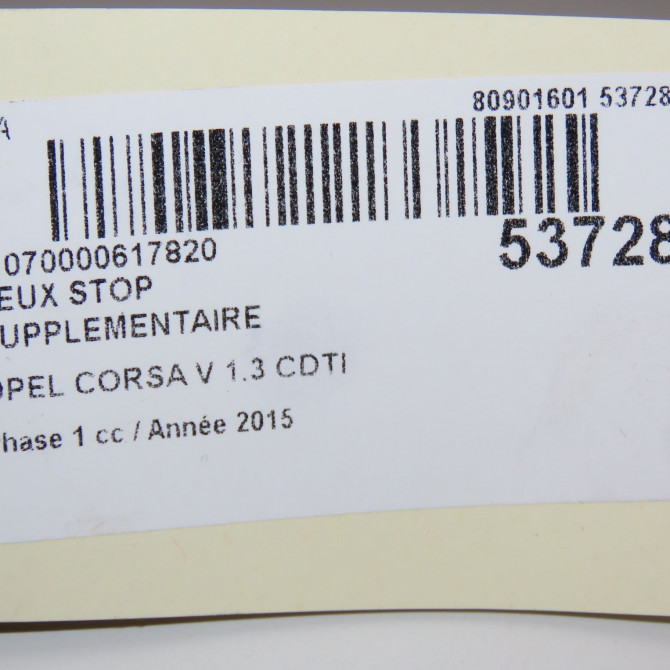 80901601 53728
A
070000617820
53728
EUX STOP
UPPLEMENTAIRE
OPEL CORSA V 1.3 CDTI
hase 1 cc / Année 2015